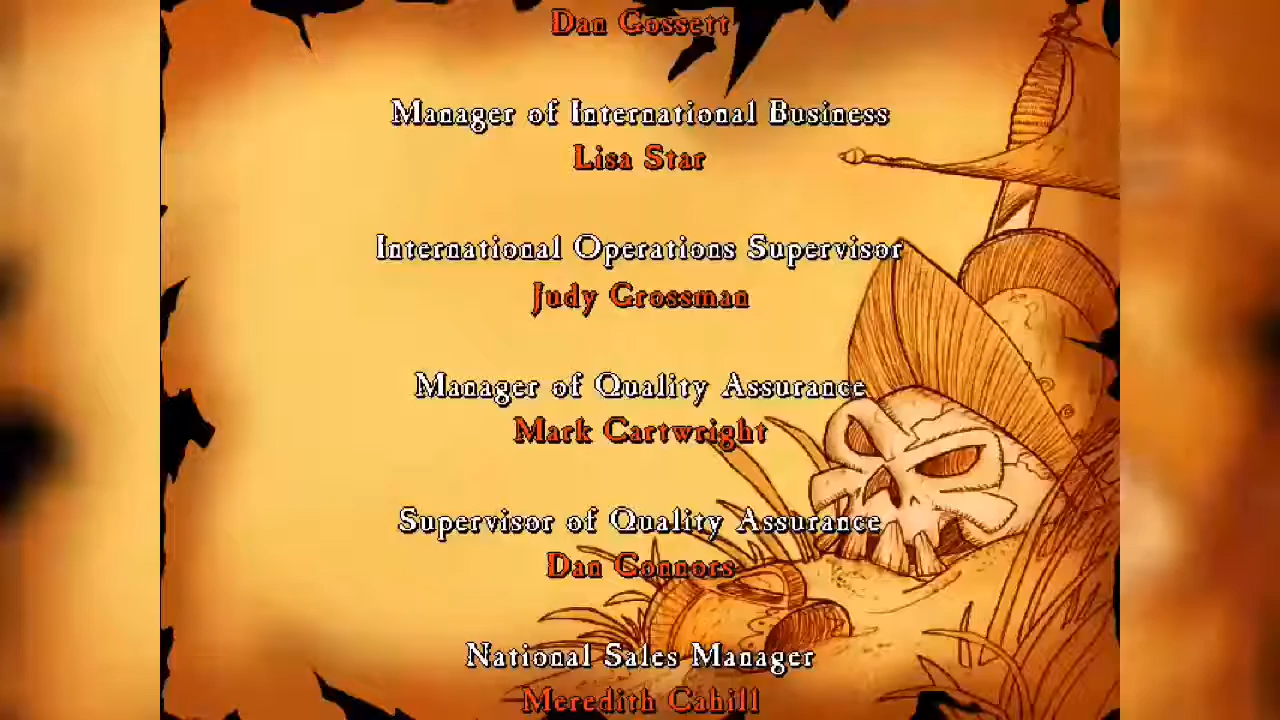 Dan Gossett
Manager of International Business
Lisa Star
International Operations Supervisor
Judy Grossman
Manager of Quality Assurance
Mark Cartwright
Supervisor of Quality Assurance
Dan Connors
National Sales Manager
Meredith Cahill